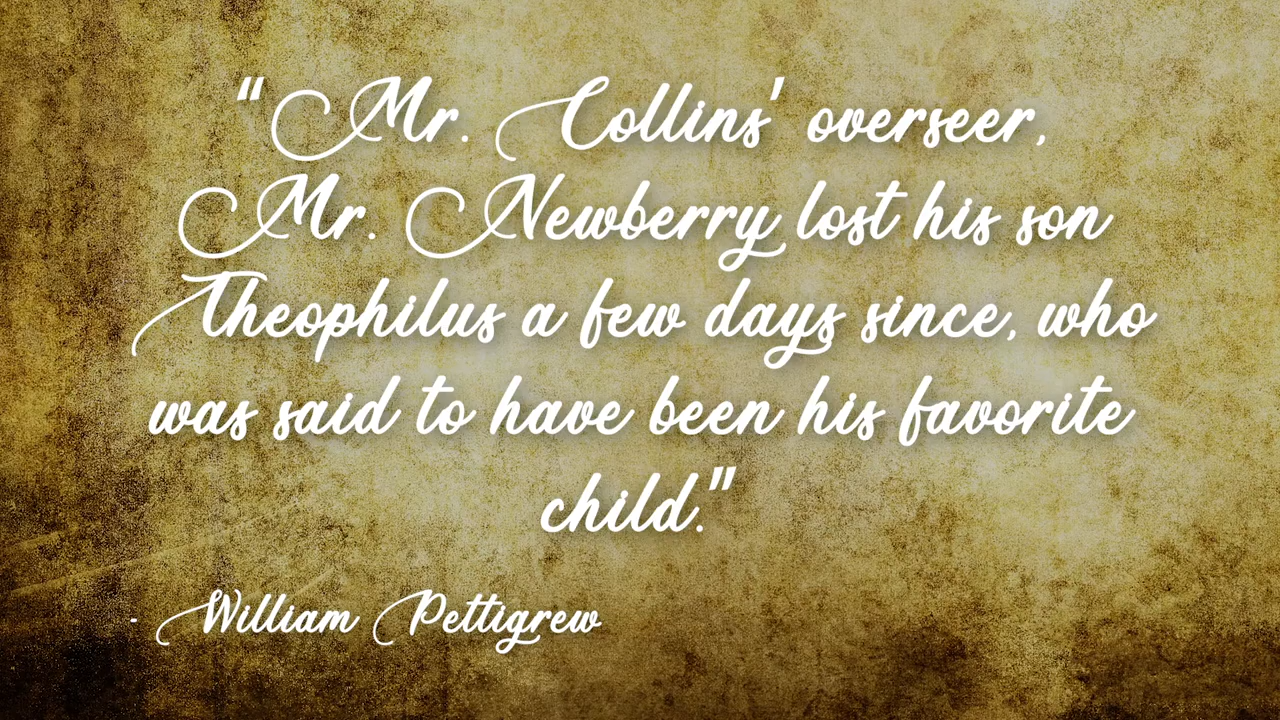 "Mr. Collins' overseer,
Mr. Newberry lost his son
Theophilus a few days since, who
was said to have been his favorite
child."
- William Pettigrew